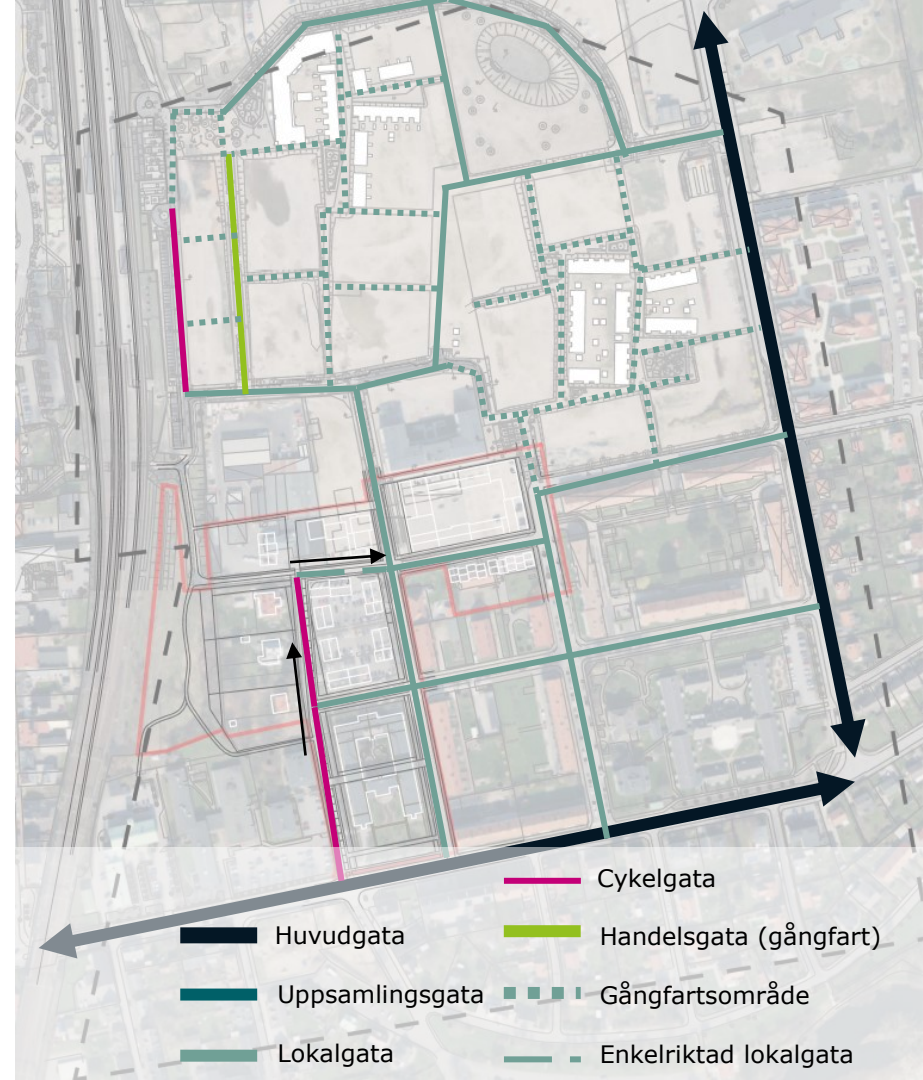 Cykelgata
Huvudgata
Handelsgata (gångfart)
Uppsamlingsgata
Gångfartsområde
Lokalgata
Enkelriktad lokalgata